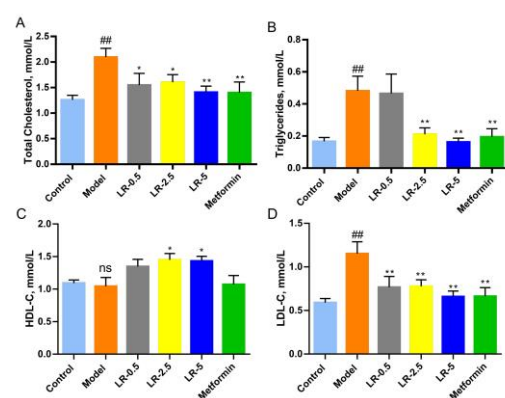 A
Total Cholesterol, mmol/L
2.5
2.0
1.5
1.0
0.5
0.0
##
*
*
**
**
Control
Model
LR-0.5
LR-2.5
LR-5
Metformin
B
Triglycerides, mmol/L
0.8
0.6
0.4
0.2
0.0
##
**
**
**
Control
Model
LR-0.5
LR-2.5
LR-5
Metformin
C
HDL-C, mmol/L
2.0
1.5
1.0
0.5
0.0
ns
*
*
Control
Model
LR-0.5
LR-2.5
LR-5
Metformin
D
LDL-C, mmol/L
1.5
1.0
0.5
0.0
##
**
**
**
**
Control
Model
LR-0.5
LR-2.5
LR-5
Metformin